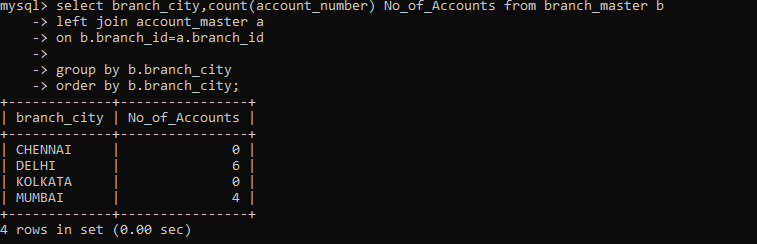 mysql> select branch_city,count(account_number) No_of_Accounts from branch_master b
    -> left join account_master a
    -> on b.branch_id=a.branch_id
    ->
    -> group by b.branch_city
    -> order by b.branch_city;
+-------------+----------------+
| branch_city | No_of_Accounts |
+-------------+----------------+
| CHENNAI     |              0 |
| DELHI       |              6 |
| KOLKATA     |              0 |
| MUMBAI      |              4 |
+-------------+----------------+
4 rows in set (0.00 sec)